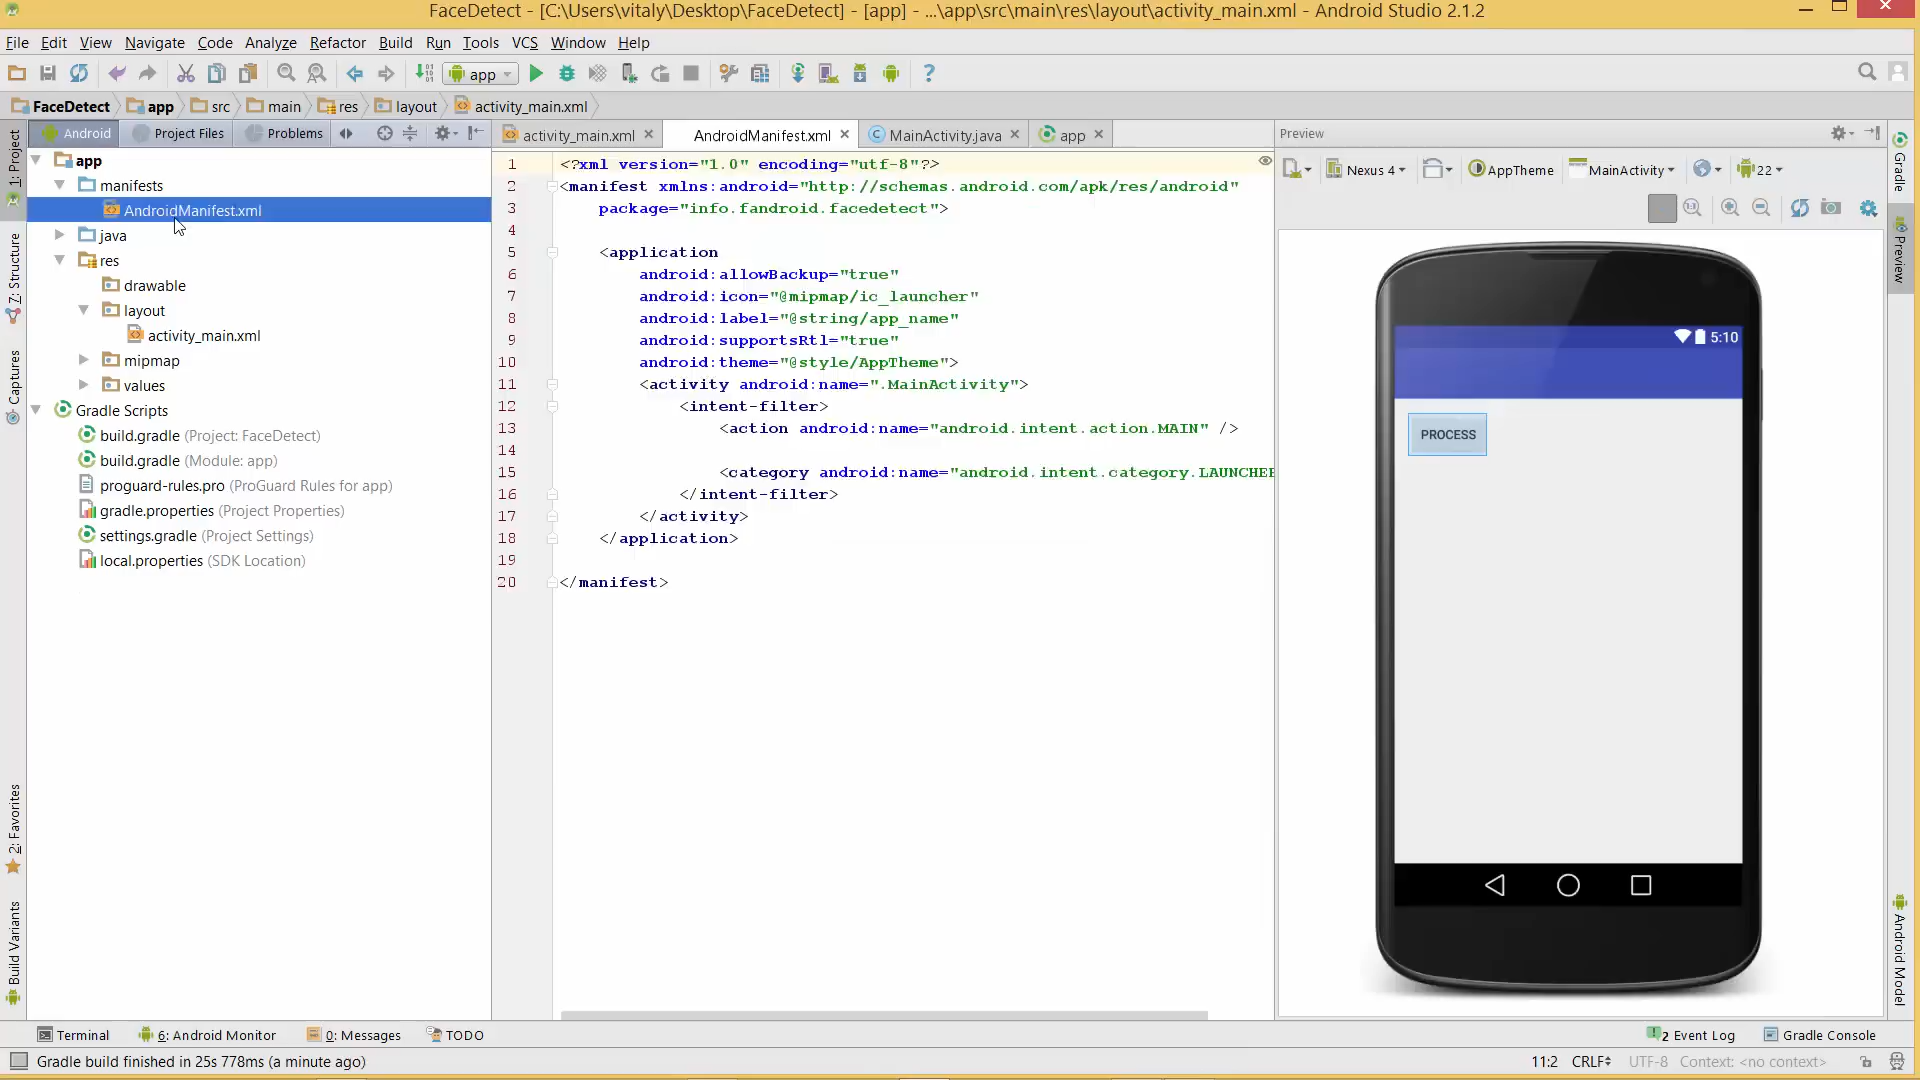 FaceDetect - [C:\Users\vitaly\Desktop\FaceDetect] - [app] - ...\app\src\main\res\layout\activity_main.xml - Android Studio 2.1.2
File Edit View Navigate Code Analyze Refactor Build Run Tools VCS Window Help
app
FaceDetect app src main res layout activity_main.xml
Android Project Files Problems
activity_main.xml AndroidManifest.xml MainActivity.java app
Preview
1: Project
Z: Structure
Captures
2: Favorites
Build Variants
app
manifests
AndroidManifest.xml
java
res
drawable
layout
activity_main.xml
mipmap
values
Gradle Scripts
build.gradle (Project: FaceDetect)
build.gradle (Module: app)
proguard-rules.pro (ProGuard Rules for app)
gradle.properties (Project Properties)
settings.gradle (Project Settings)
local.properties (SDK Location)
1 <?xml version="1.0" encoding="utf-8"?>
2 <manifest xmlns:android="http://schemas.android.com/apk/res/android"
3 package="info.fandroid.facedetect">
4
5 <application
6 android:allowBackup="true"
7 android:icon="@mipmap/ic_launcher"
8 android:label="@string/app_name"
9 android:supportsRtl="true"
10 android:theme="@style/AppTheme">
11 <activity android:name=".MainActivity">
12 <intent-filter>
13 <action android:name="android.intent.action.MAIN" />
14
15 <category android:name="android.intent.category.LAUNCHER
16 </intent-filter>
17 </activity>
18 </application>
19
20 </manifest>
Nexus 4 AppTheme MainActivity 22
5:10
PROCESS
Gradle
Preview
Android Model
Terminal 6: Android Monitor 0: Messages TODO
2 Event Log Gradle Console
Gradle build finished in 25s 778ms (a minute ago)
11:2 CRLF UTF-8 Context: <no context>